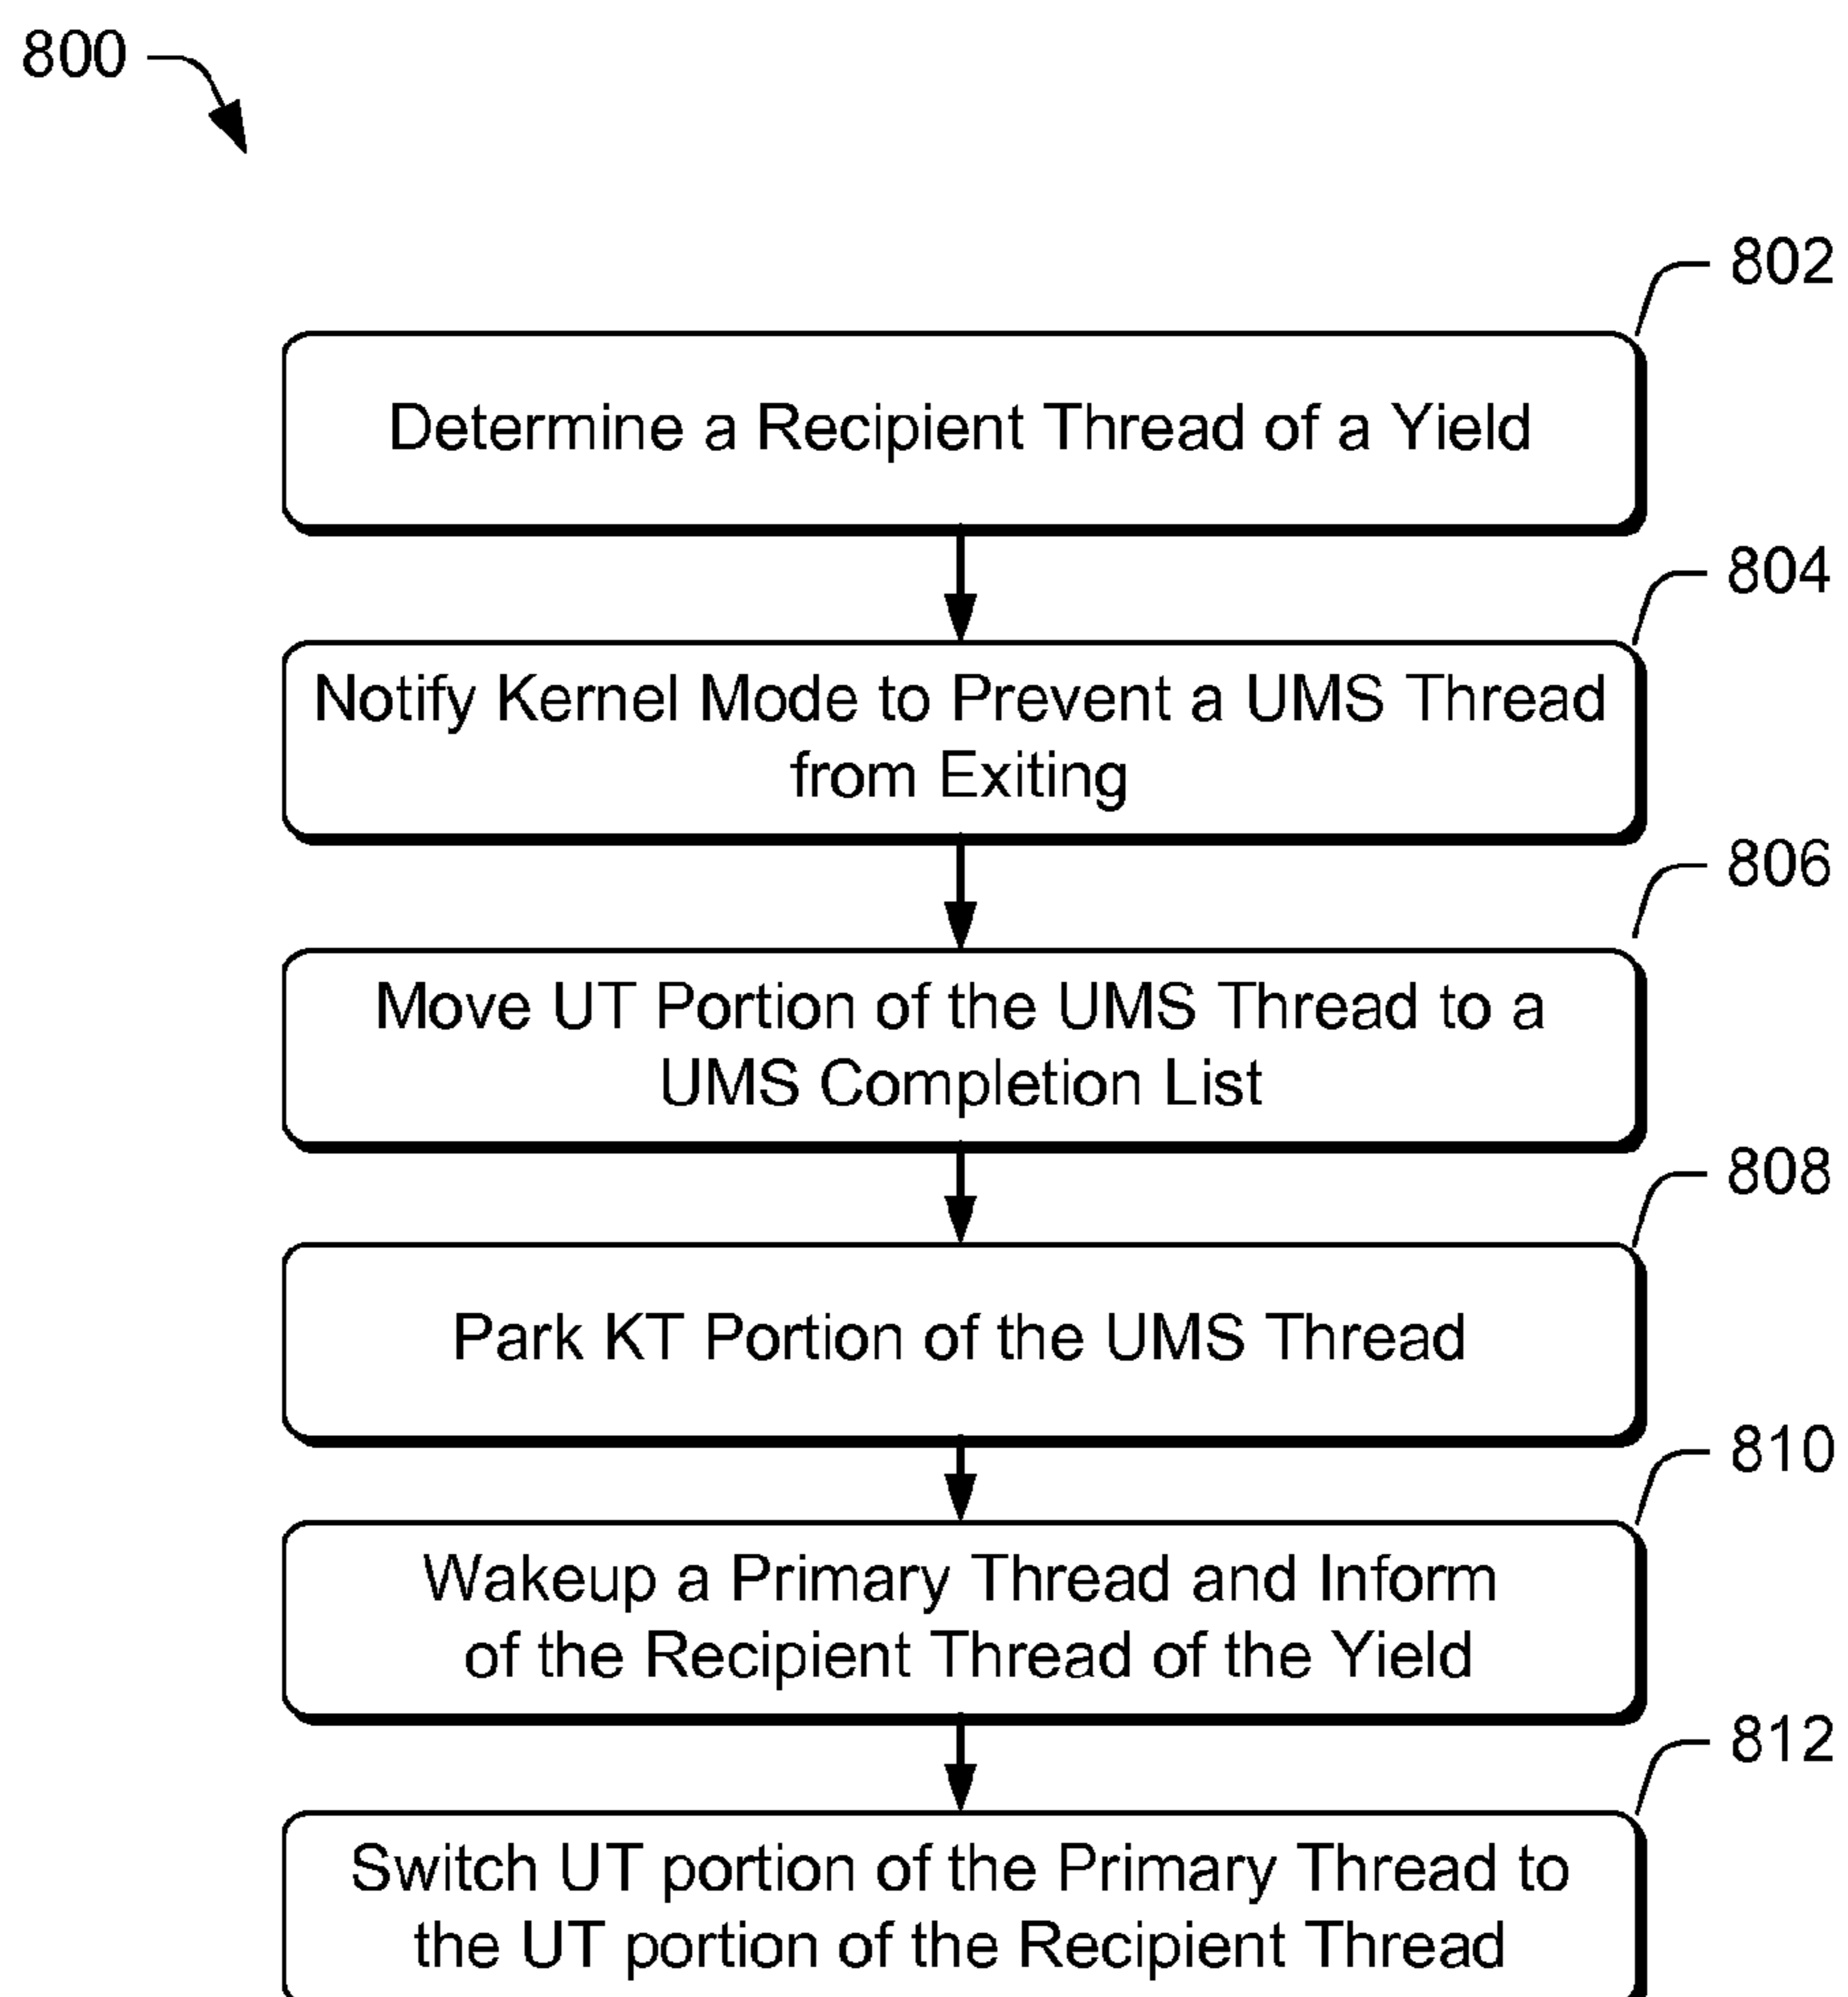 800
802
Determine a Recipient Thread of a Yield
804
Notify Kernel Mode to Prevent a UMS Thread
from Exiting
806
Move UT Portion of the UMS Thread to a
UMS Completion List
808
Park KT Portion of the UMS Thread
810
Wakeup a Primary Thread and Inform
of the Recipient Thread of the Yield
812
Switch UT portion of the Primary Thread to
the UT portion of the Recipient Thread